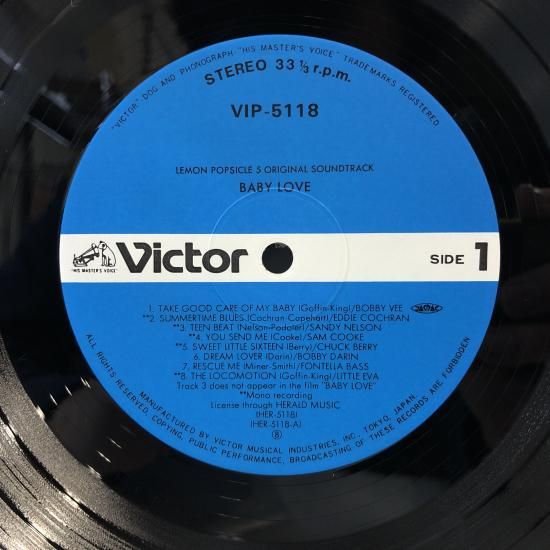 "VICTOR" DOG AND PHONOGRAPH "HIS MASTER'S VOICE" TRADEMARKS REGISTERED
STEREO 33 1/3 r.p.m.
VIP-5118
LEMON POPSICLE 5 ORIGINAL SOUNDTRACK
BABY LOVE
"HIS MASTER'S VOICE"
Victor
SIDE 1
1. TAKE GOOD CARE OF MY BABY (Goffin-King)/BOBBY VEE
JASRAC
**2. SUMMERTIME BLUES (Cochran-Capehart)/EDDIE COCHRAN
**3. TEEN BEAT (Nelson-Podolor)/SANDY NELSON
**4. YOU SEND ME (Cooke)/SAM COOKE
**5. SWEET LITTLE SIXTEEN (Berry)/CHUCK BERRY
6. DREAM LOVER (Darin)/BOBBY DARIN
7. RESCUE ME (Miner-Smith)/FONTELLA BASS
**8. THE LOCOMOTION (Goffin-King)/LITTLE EVA
Track 3 does not appear in the film "BABY LOVE"
**Mono recording
License through HERALD MUSIC
(HER-5118)
(HER-5118-A)
Ⓑ
MANUFACTURED BY VICTOR MUSICAL INDUSTRIES, INC. TOKYO, JAPAN.
ALL RIGHTS RESERVED. COPYING, PUBLIC PERFORMANCE, BROADCASTING OF THESE RECORDS ARE FORBIDDEN